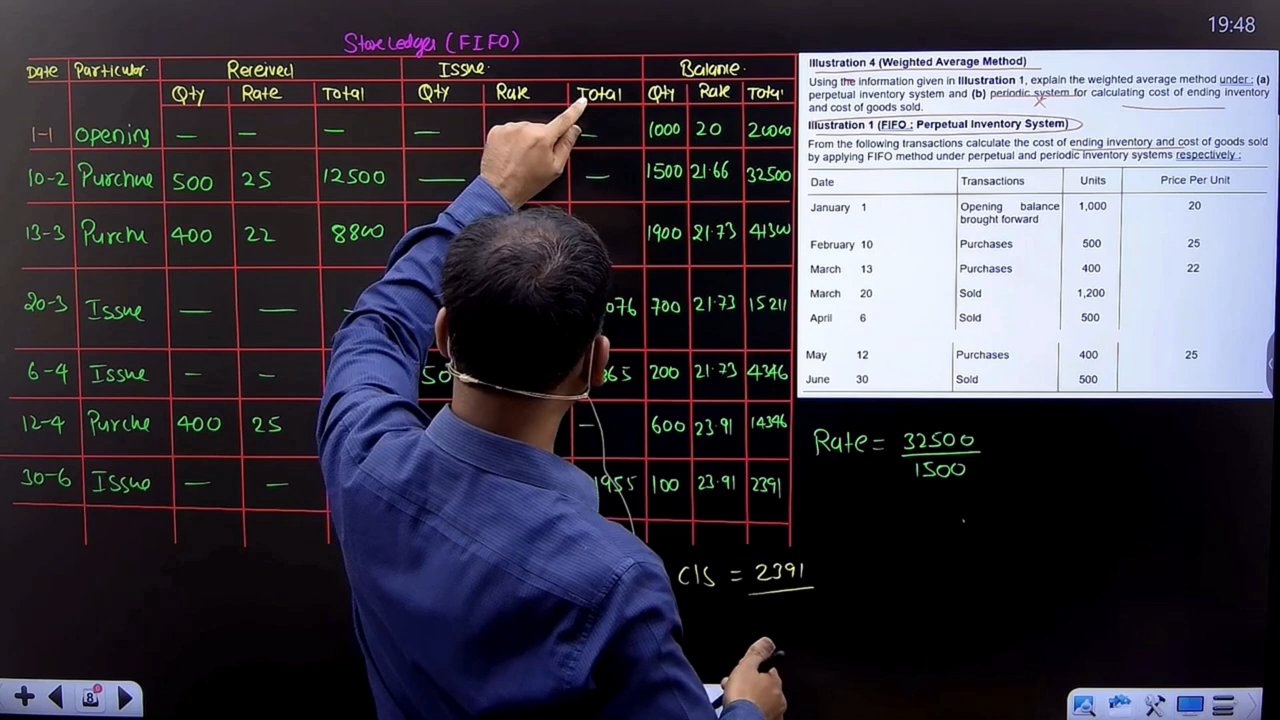 19:48
Store Ledger (FIFO)
Date Particular. Received Issue. Balance.
Qty Rate Total Qty Rate Total Qty Rate Total
1-1 opening — — — — — 1000 20 20000
10-2 Purchase 500 25 12500 — — 1500 21.66 32500
13-3 Purche 400 22 8800 1900 21.73 41300
20-3 Issue — — 076 700 21.73 15211
6-4 Issue — — 50 865 200 21.73 4346
12-4 Purche 400 25 — 600 23.91 14346
30-6 Issue — — 1955 100 23.91 2391
C/S = 2391
Illustration 4 (Weighted Average Method)
Using the information given in Illustration 1, explain the weighted average method under : (a)
perpetual inventory system and (b) periodic system for calculating cost of ending inventory
and cost of goods sold.
Illustration 1 (FIFO : Perpetual Inventory System)
From the following transactions calculate the cost of ending inventory and cost of goods sold
by applying FIFO method under perpetual and periodic inventory systems respectively :
Date Transactions Units Price Per Unit
January 1 Opening balance 1,000 20
brought forward
February 10 Purchases 500 25
March 13 Purchases 400 22
March 20 Sold 1,200
April 6 Sold 500
May 12 Purchases 400 25
June 30 Sold 500
Rate = 32500
1500
8